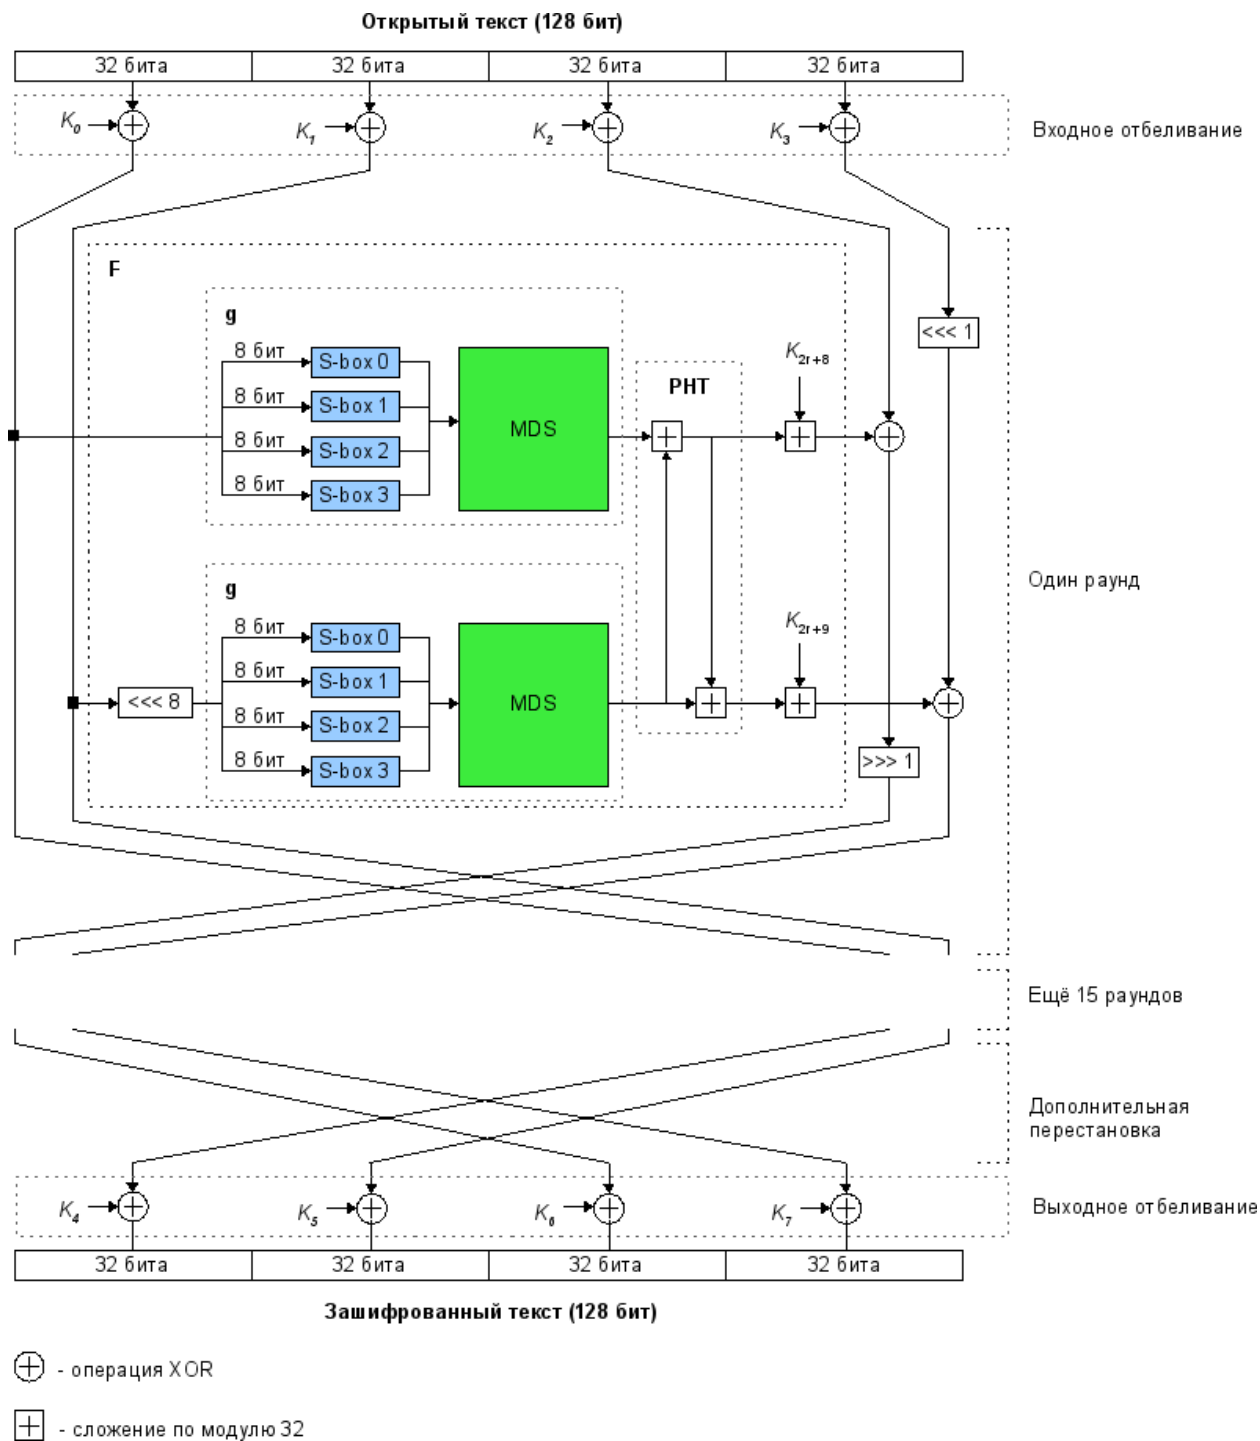 Открытый текст (128 бит)
32 бита 32 бита 32 бита 32 бита
K0 K1 K2 K3
Входное отбеливание
F
g
<<< 1
8 бит S-box 0
8 бит S-box 1
8 бит S-box 2
8 бит S-box 3
MDS
PHT
K2r+8
Один раунд
g
<<< 8
8 бит S-box 0
8 бит S-box 1
8 бит S-box 2
8 бит S-box 3
MDS
K2r+9
>>> 1
Ещё 15 раундов
Дополнительная
перестановка
K4 K5 K6 K7
Выходное отбеливание
32 бита 32 бита 32 бита 32 бита
Зашифрованный текст (128 бит)
- операция XOR
- сложение по модулю 32